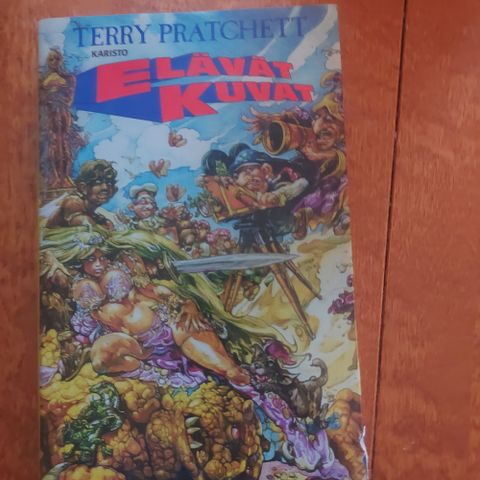 TERRY PRATCHETT
KARISTO
ELÄVÄT
KUVAT